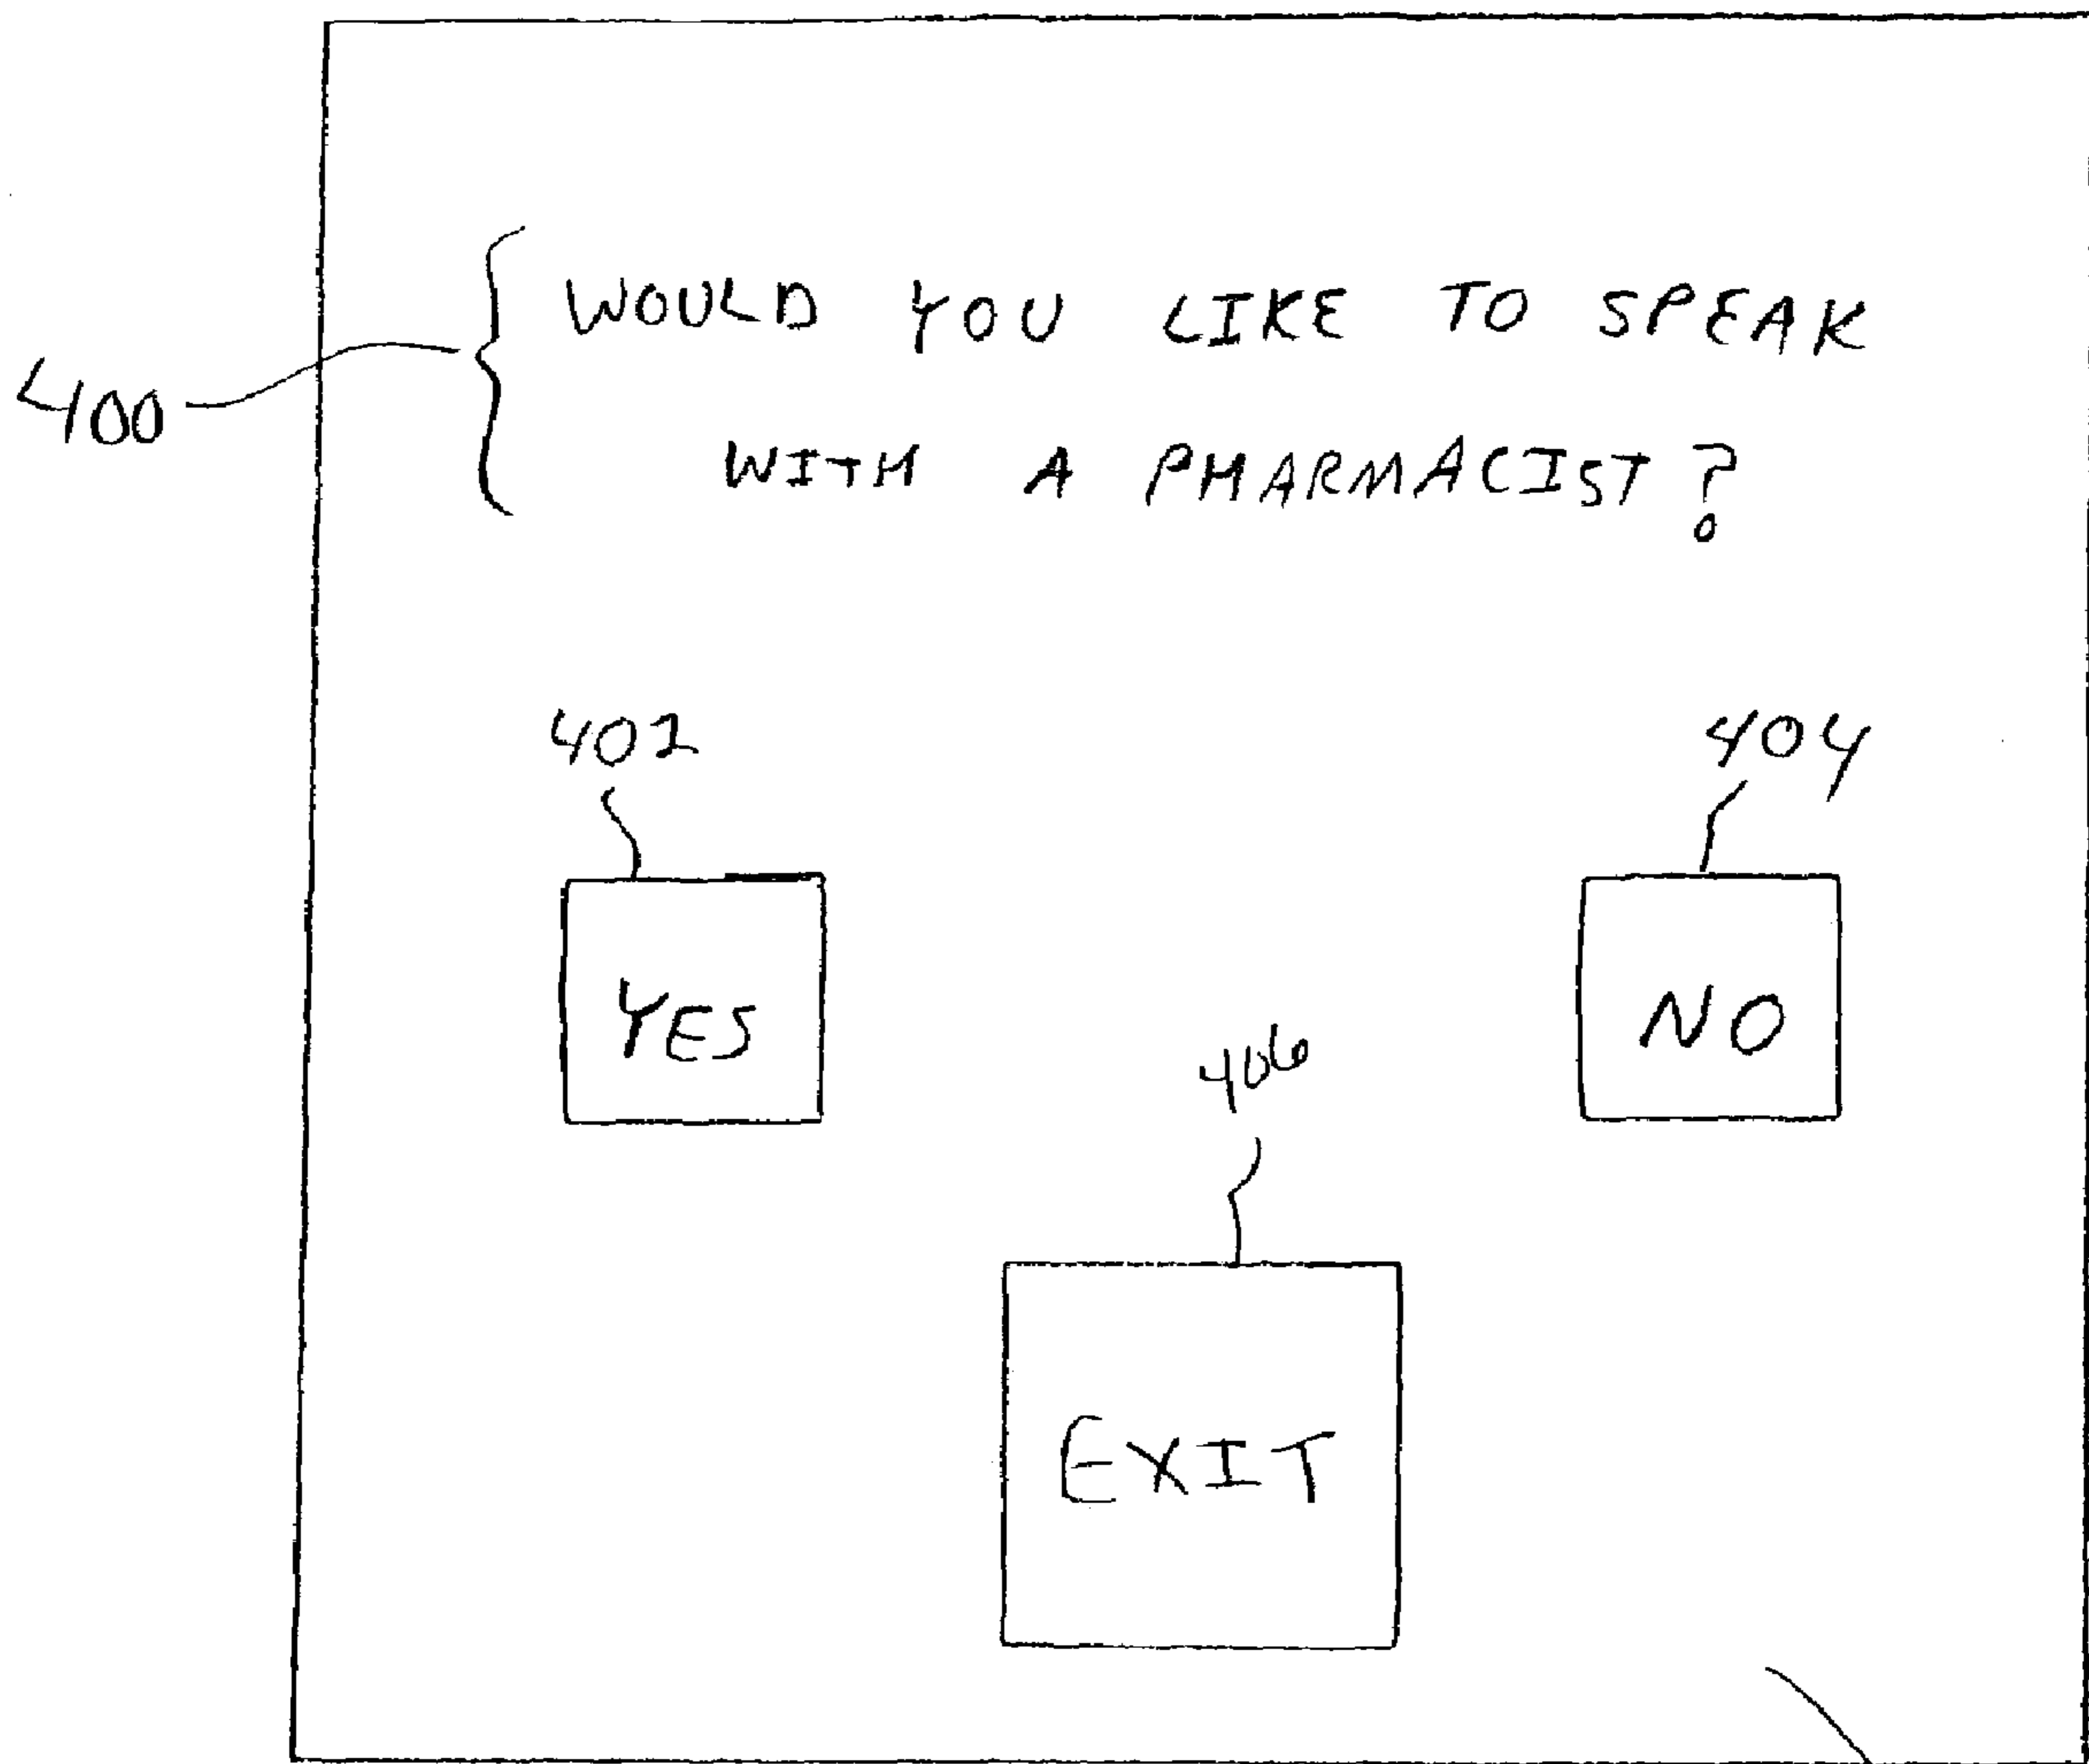 WOULD YOU LIKE TO SPEAK
400
WITH A PHARMACIST?
402
404
YES
NO
406
EXIT